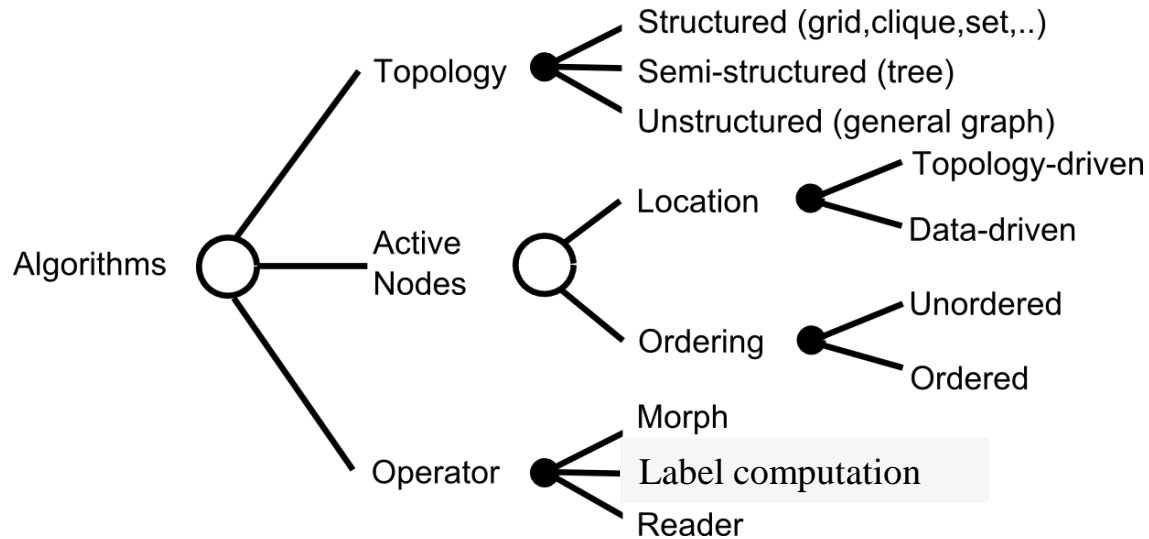 Structured (grid,clique,set,..)
Topology
Semi-structured (tree)
Unstructured (general graph)
Topology-driven
Location
Data-driven
Algorithms
Active
Nodes
Unordered
Ordering
Ordered
Morph
Operator
Label computation
Reader